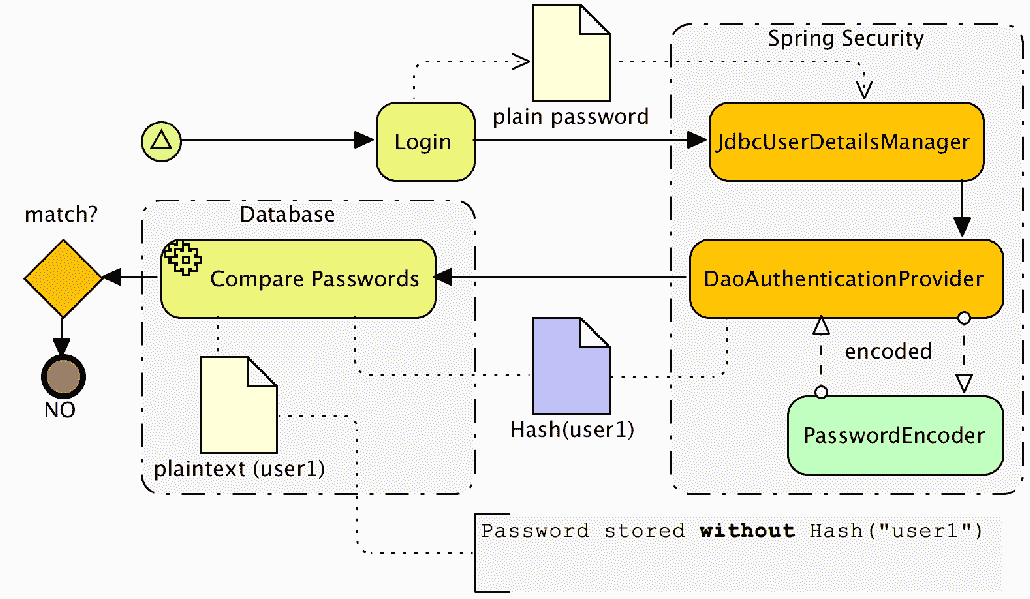 Spring Security
plain password
Login
JdbcUserDetailsManager
match?
Database
Compare Passwords
DaoAuthenticationProvider
encoded
NO
Hash(user1)
PasswordEncoder
plaintext (user1)
Password stored without Hash("user1")